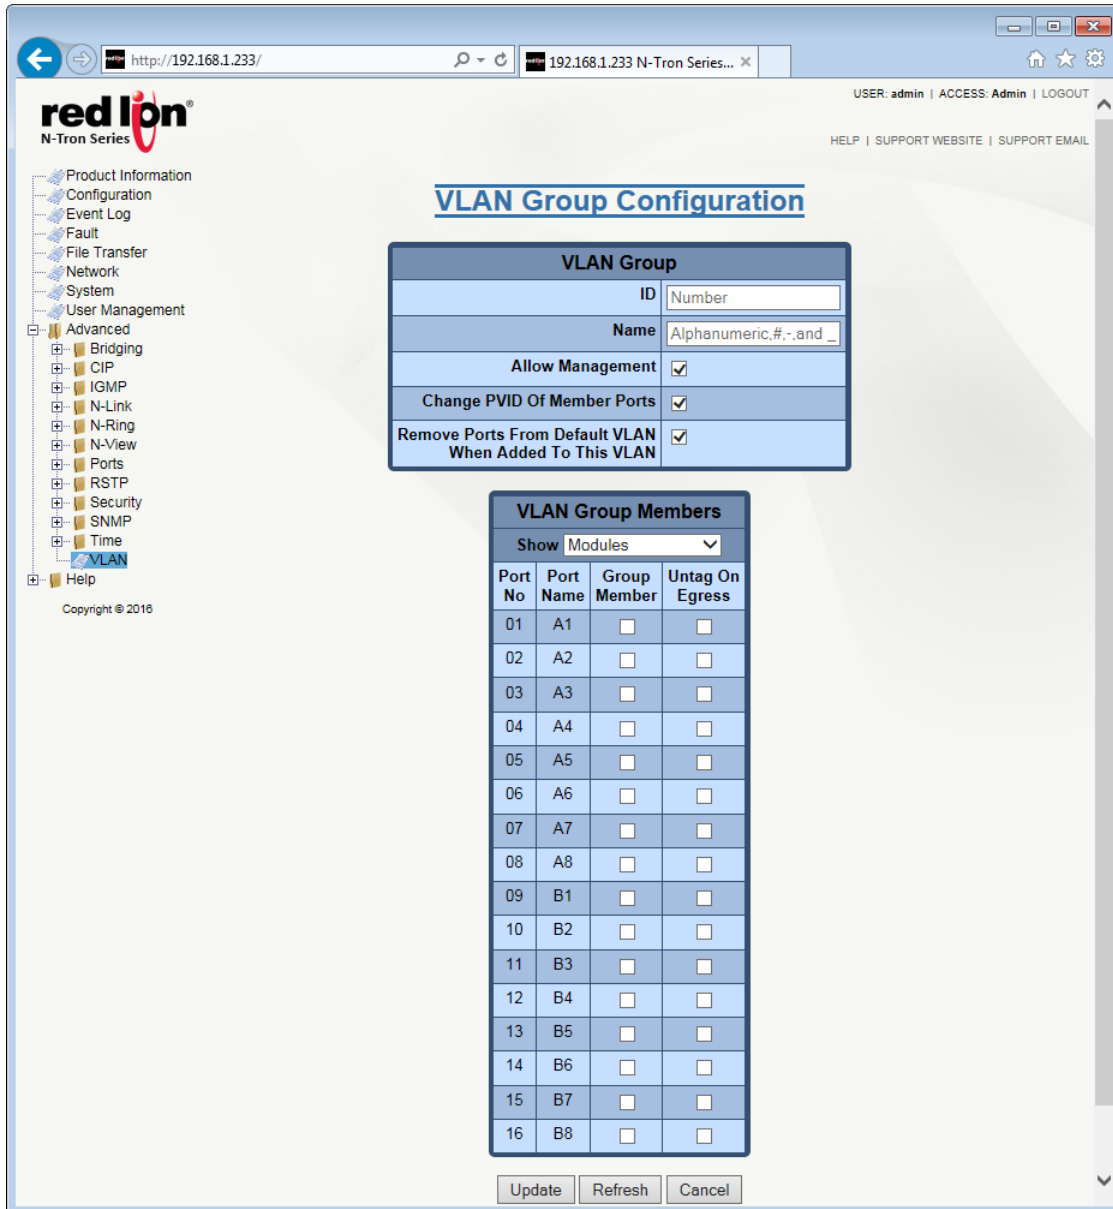 http://192.168.1.233/
192.168.1.233 N-Tron Series...
USER: admin | ACCESS: Admin | LOGOUT
red lion®
N-Tron Series
HELP | SUPPORT WEBSITE | SUPPORT EMAIL
Product Information
Configuration
Event Log
Fault
File Transfer
Network
System
User Management
Advanced
Bridging
CIP
IGMP
N-Link
N-Ring
N-View
Ports
RSTP
Security
SNMP
Time
VLAN
Help
Copyright © 2016
VLAN Group Configuration
VLAN Group
ID Number
Name Alphanumeric,#,-,and _
Allow Management
Change PVID Of Member Ports
Remove Ports From Default VLAN
When Added To This VLAN
VLAN Group Members
Show Modules
Port No Port Name Group Member Untag On Egress
01 A1
02 A2
03 A3
04 A4
05 A5
06 A6
07 A7
08 A8
09 B1
10 B2
11 B3
12 B4
13 B5
14 B6
15 B7
16 B8
Update Refresh Cancel